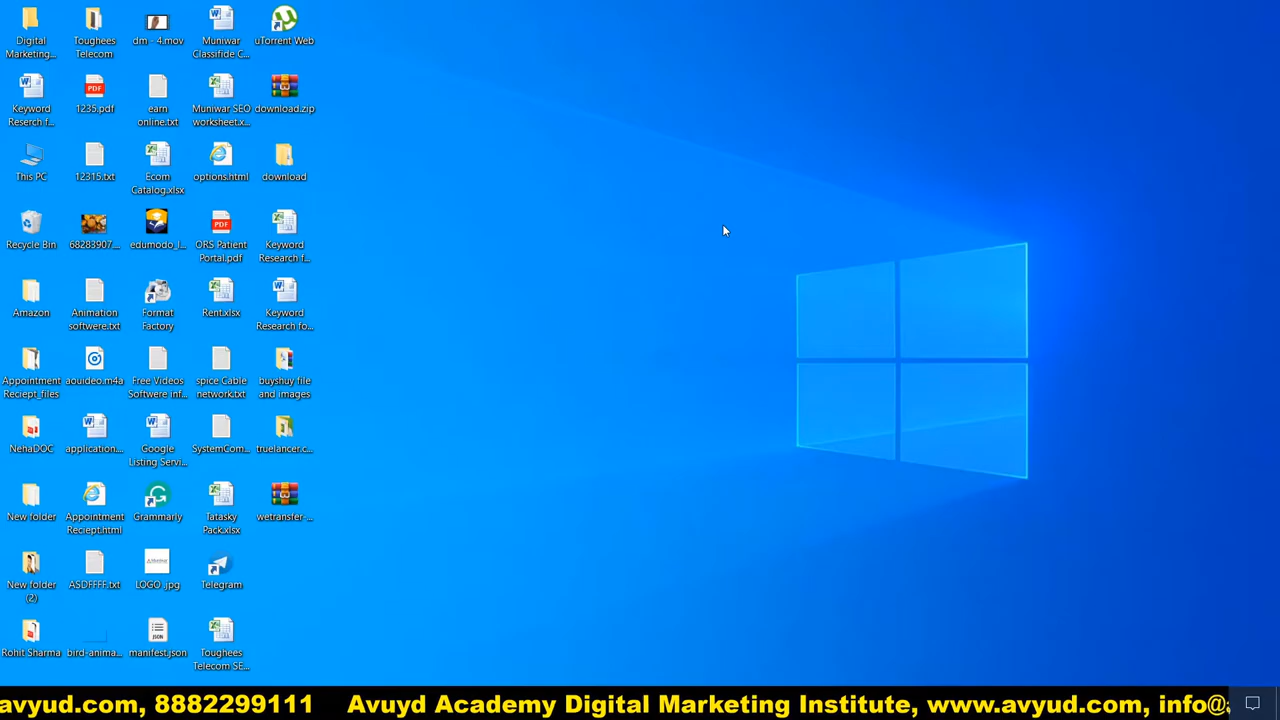 Digital
Marketing...
Toughees
Telecom
dm - 4.mov
Muniwar
Classifide C...
uTorrent Web
Keyword
Reserch f...
1235.pdf
earn
online.txt
Muniwar SEO
worksheet.x...
download.zip
This PC
12315.txt
Ecom
Catalog.xlsx
options.html
download
Recycle Bin
68283907_...
edumodo_l...
ORS Patient
Portal.pdf
Keyword
Research f...
Amazon
Animation
softwere.txt
Format
Factory
Rent.xlsx
Keyword
Research fo...
Appointment
Reciept_files
aouideo.m4a
Free Videos
Softwere inf...
spice Cable
network.txt
buyshuy file
and images
NehaDOC
application....
Google
Listing Servi...
SystemCom...
truelancer.c...
New folder
Appointment
Reciept.html
Grammarly
Tatasky
Pack.xlsx
wetransfer-...
New folder
(2)
ASDFFFF.txt
LOGO .jpg
Telegram
Rohit Sharma
bird-anima...
manifest.json
Toughees
Telecom SE...
avyud.com, 8882299111 Avuyd Academy Digital Marketing Institute, www.avyud.com, info@